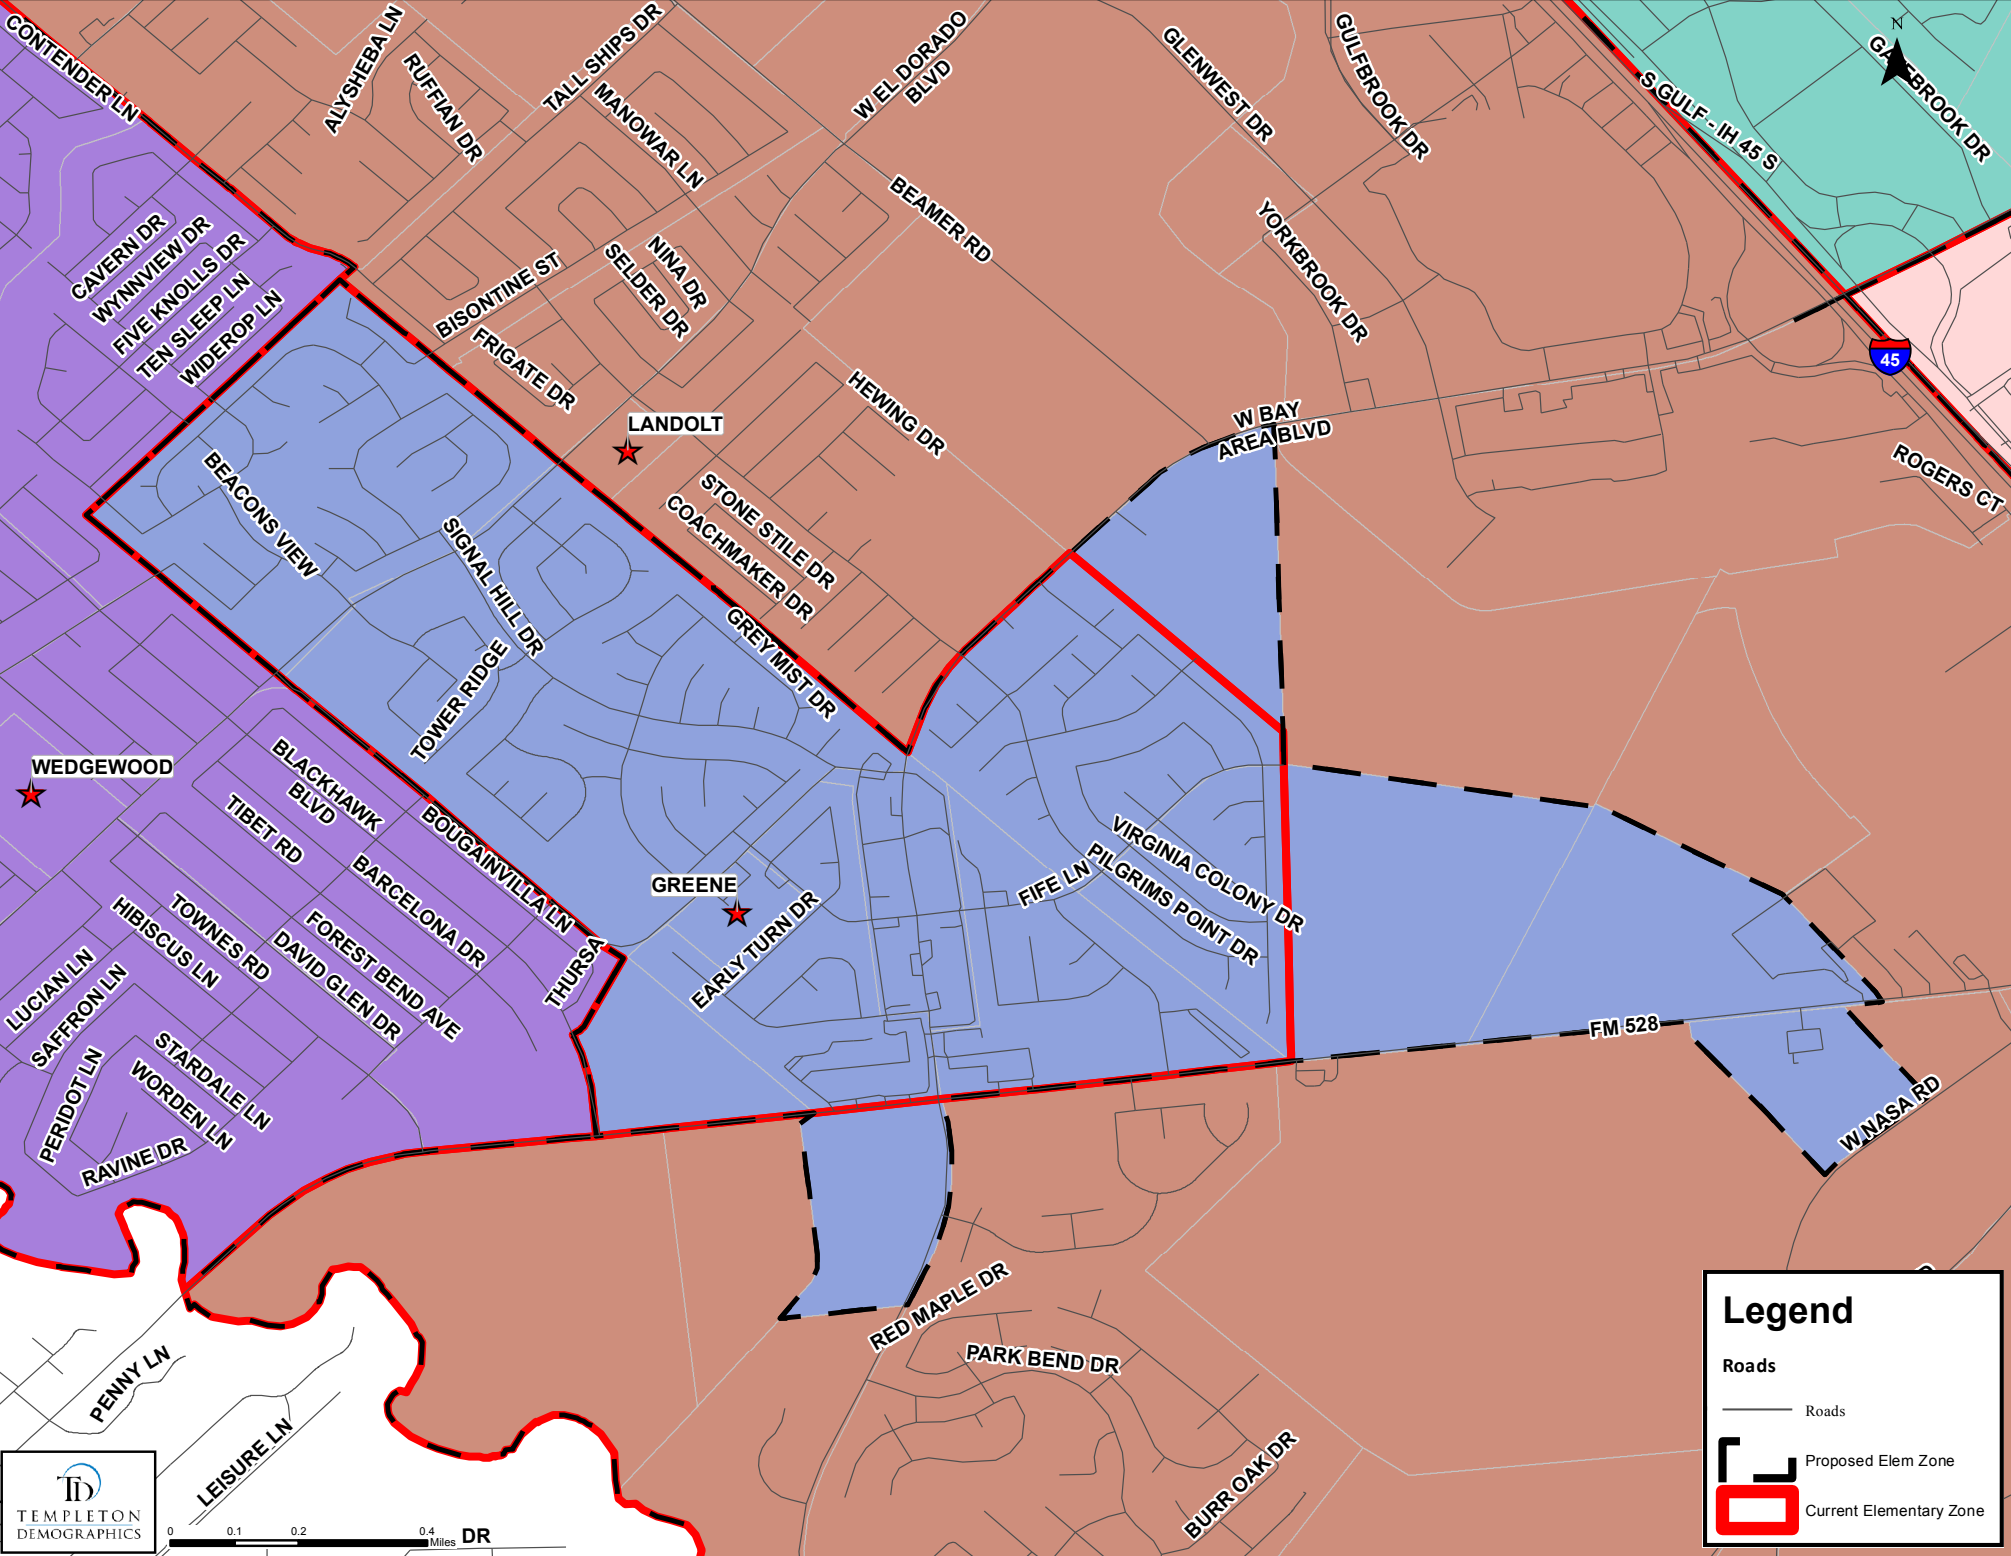 CONTENDER LN
ALYSHEBA LN
RUFFIAN DR
TALL SHIPS DR
MANOWAR LN
W EL DORADO
BLVD
GLENWEST DR
GULFBROOK DR
S GULF - IH 45 S
N
GATEBROOK DR
BEAMER RD
YORKBROOK DR
CAVERN DR
WYNNVIEW DR
FIVE KNOLLS DR
TEN SLEEP LN
WIDEROP LN
BISONTINE ST
NINA DR
SELDER DR
FRIGATE DR
LANDOLT
HEWING DR
W BAY
AREA BLVD
45
ROGERS CT
BEACONS VIEW
SIGNAL HILL DR
TOWER RIDGE
STONE STILE DR
COACHMAKER DR
GREY MIST DR
WEDGEWOOD
BLACKHAWK
BLVD
TIBET RD
BOUGAINVILLA LN
BARCELONA DR
GREENE
EARLY TURN DR
FIFE LN
VIRGINIA COLONY DR
PILGRIMS POINT DR
HIBISCUS LN
TOWNES RD
FOREST BEND AVE
DAVID GLEN DR
THURSA
LUCIAN LN
SAFFRON LN
PERIDOT LN
STARDALE LN
WORDEN LN
RAVINE DR
FM 528
W NASA RD
RED MAPLE DR
PARK BEND DR
BURR OAK DR
PENNY LN
LEISURE LN
DR
Legend
Roads
Roads
Proposed Elem Zone
Current Elementary Zone
TD
TEMPLETON
DEMOGRAPHICS
0 0.1 0.2 0.4
Miles